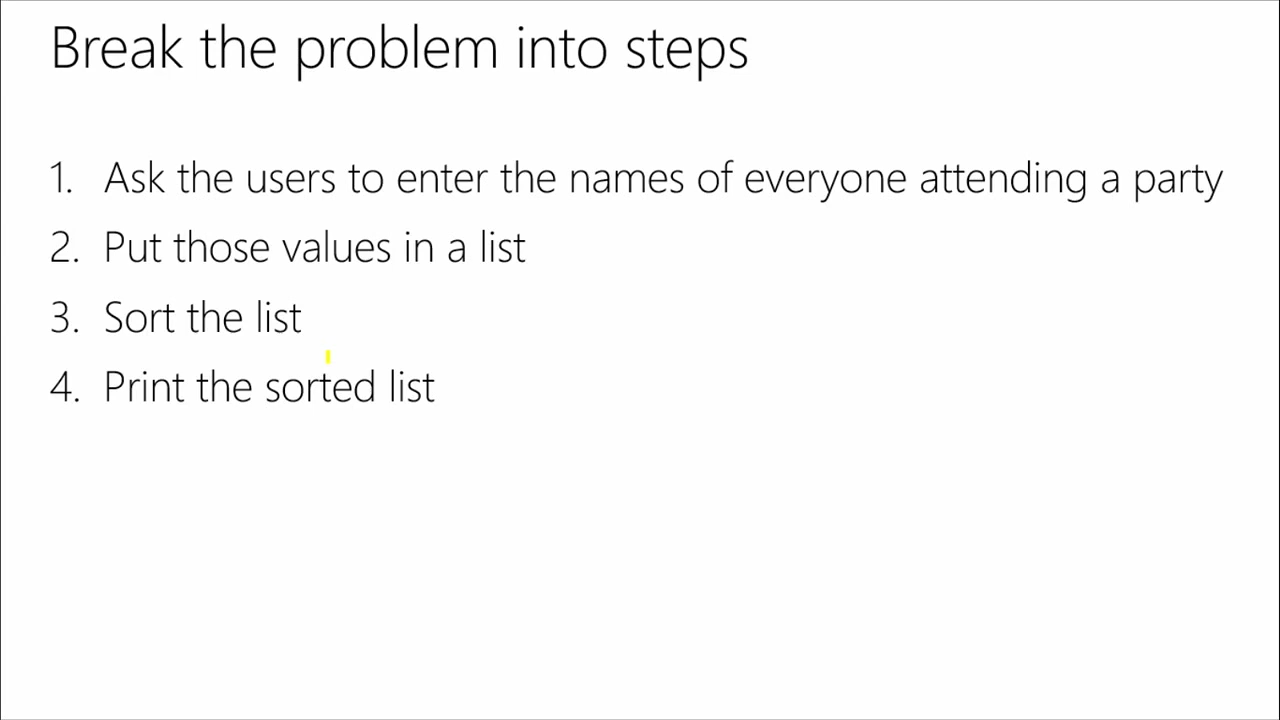 Break the problem into steps
1. Ask the users to enter the names of everyone attending a party
2. Put those values in a list
3. Sort the list
4. Print the sorted list